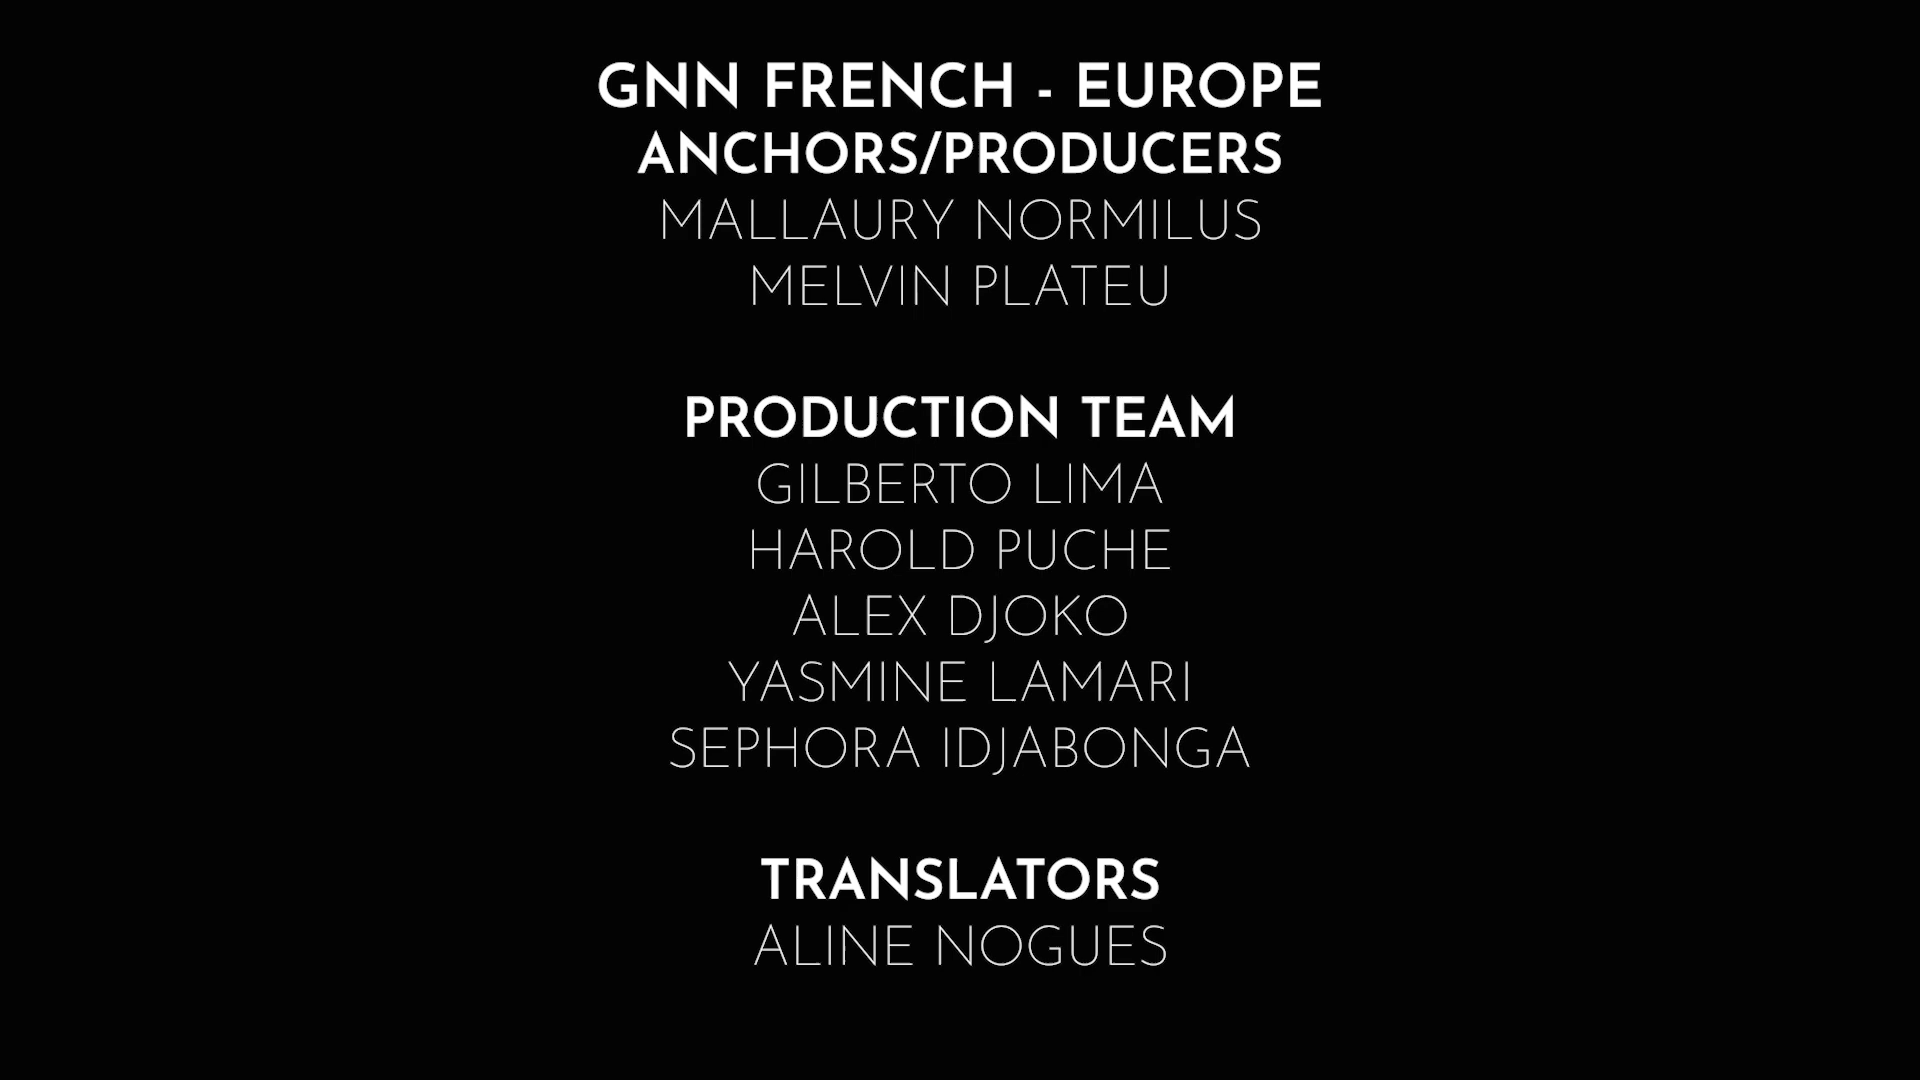 GNN FRENCH - EUROPE
ANCHORS/PRODUCERS
MALLAURY NORMILUS
MELVIN PLATEU
PRODUCTION TEAM
GILBERTO LIMA
HAROLD PUCHE
ALEX DJOKO
YASMINE LAMARI
SEPHORA IDJABONGA
TRANSLATORS
ALINE NOGUES